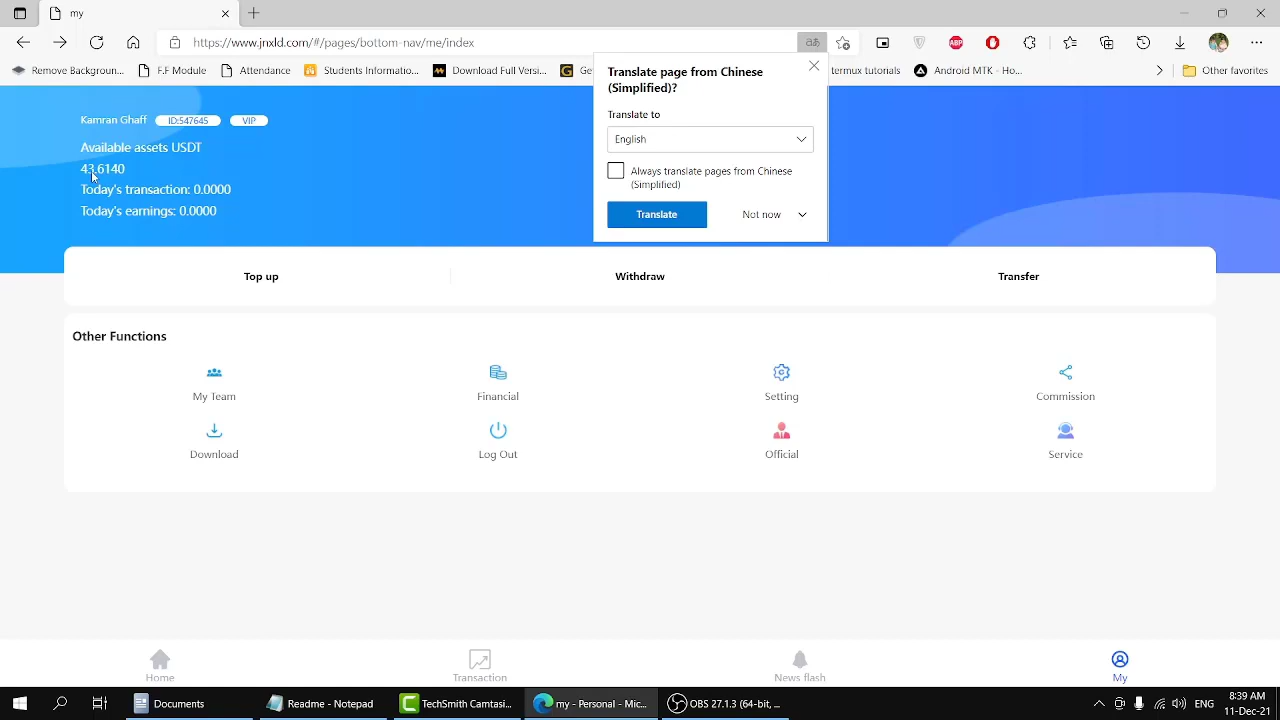 my
https://www.jnxld.com/#/pages/bottom-nav/me/index
あ
ABP
Remove Backgroun...
F.F Module
Attendance
Students Informatio...
Download Full Versi...
G
Ge
termux tutorials
Android MTK - Ho...
Other favorites
Translate page from Chinese
(Simplified)?
Translate to
English
Always translate pages from Chinese
(Simplified)
Translate
Not now
Kamran Ghaff
ID:547645
VIP
Available assets USDT
43.6140
Today's transaction: 0.0000
Today's earnings: 0.0000
Top up
Withdraw
Transfer
Other Functions
My Team
Financial
Setting
Commission
Download
Log Out
Official
Service
Home
Transaction
News flash
My
Documents
Readme - Notepad
TechSmith Camtasi...
my - Personal - Mic...
OBS 27.1.3 (64-bit, ...
ENG
8:39 AM
11-Dec-21